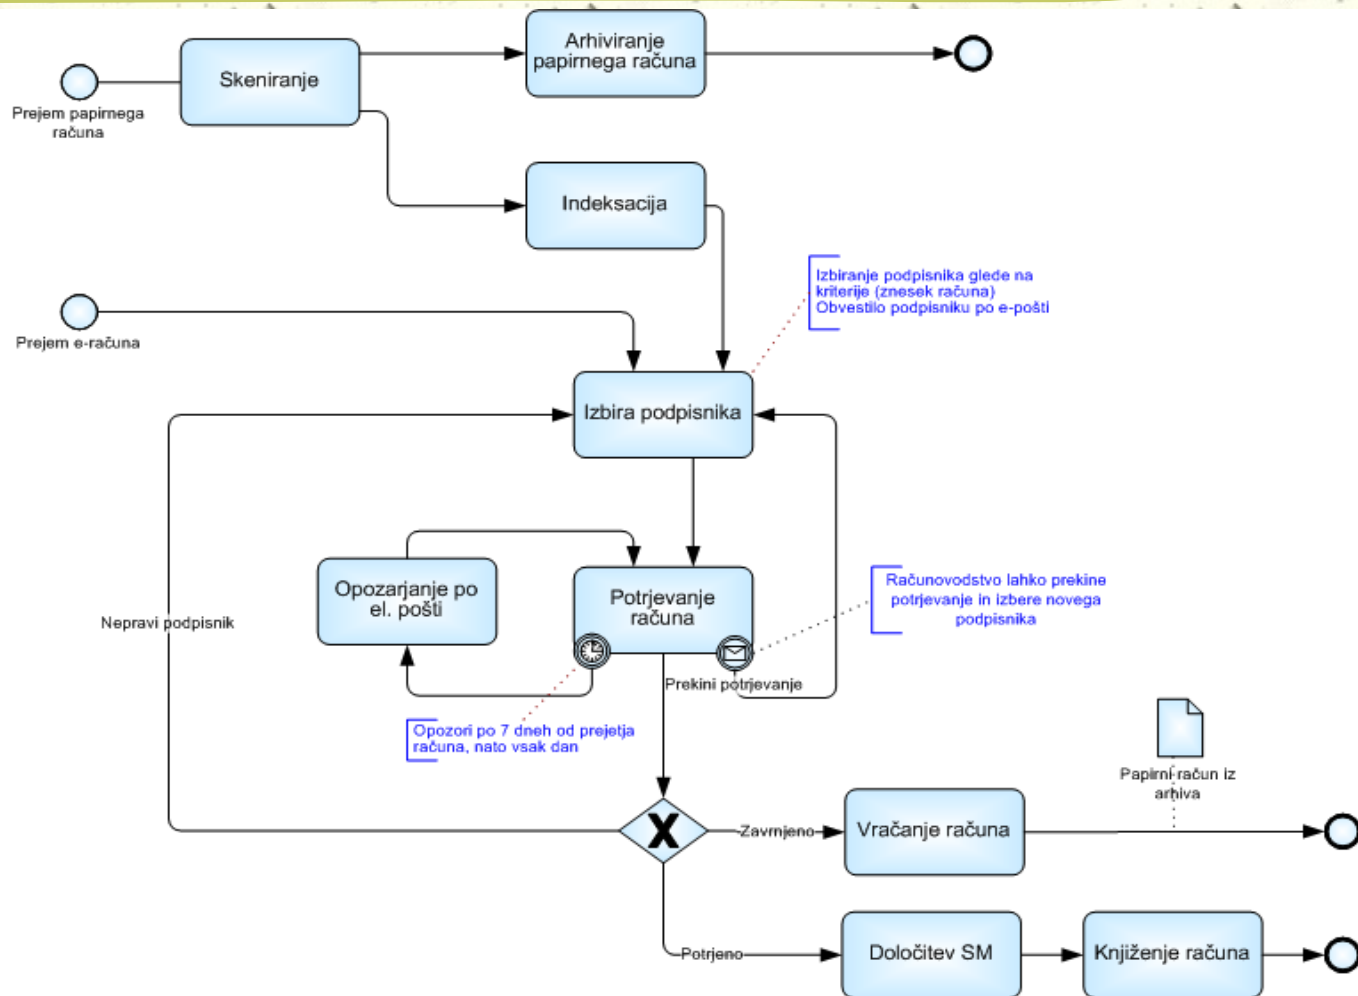 Skeniranje
Arhiviranje
papirnega računa
Prejem papirnega
računa
Indeksacija
Izbiranje podpisnika glede na
kriterije (znesek računa)
Obvestilo podpisniku po e-pošti
Prejem e-računa
Izbira podpisnika
Opozarjanje po
el. pošti
Potrjevanje
računa
Računovodstvo lahko prekine
potrjevanje in izbere novega
podpisnika
Nepravi podpisnik
Prekini potrjevanje
Opozori po 7 dneh od prejetja
računa, nato vsak dan
Papirni račun iz
arhiva
Zavrnjeno
Vračanje računa
Potrjeno
Določitev SM
Knjiženje računa